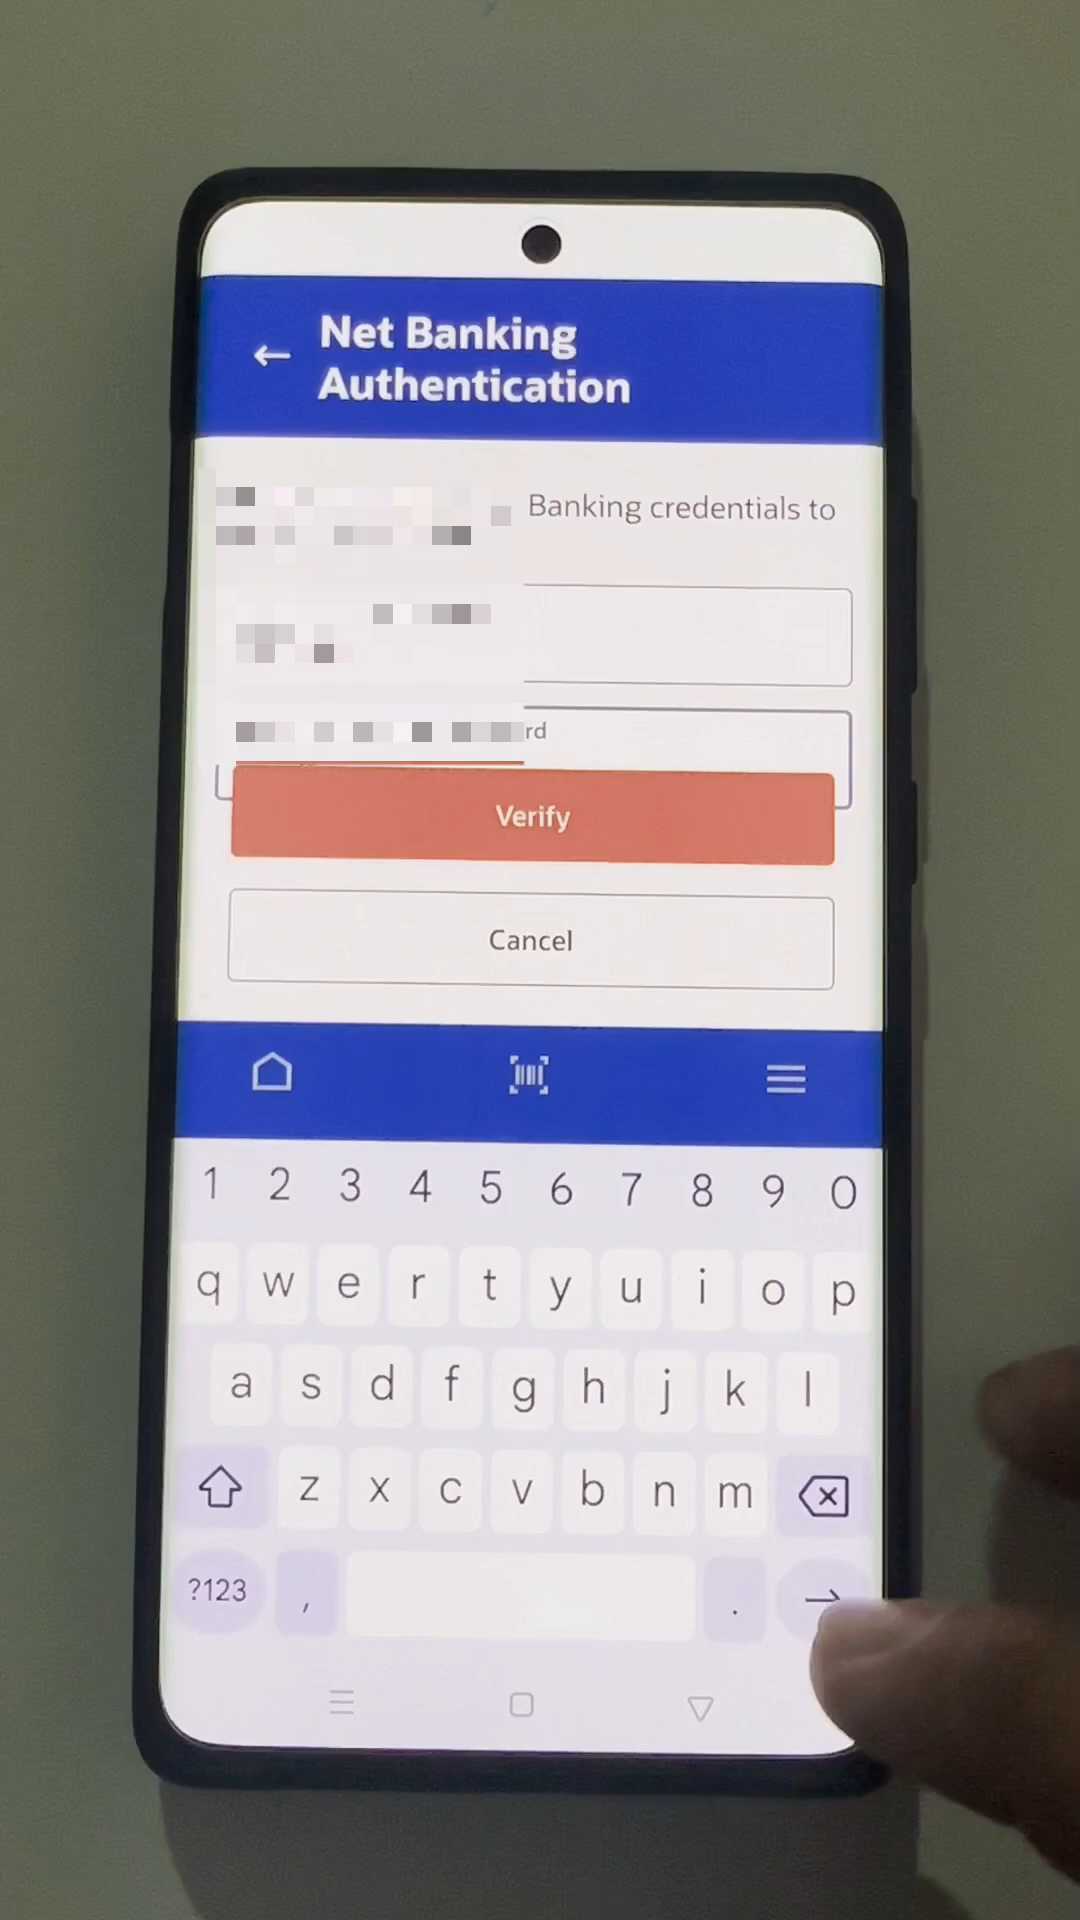 Net Banking
Authentication
Banking credentials to
rd
Verify
Cancel
1 2 3 4 5 6 7 8 9 0
q w e r t y u i o p
a s d f g h j k l
z x c v b n m
?123 , .